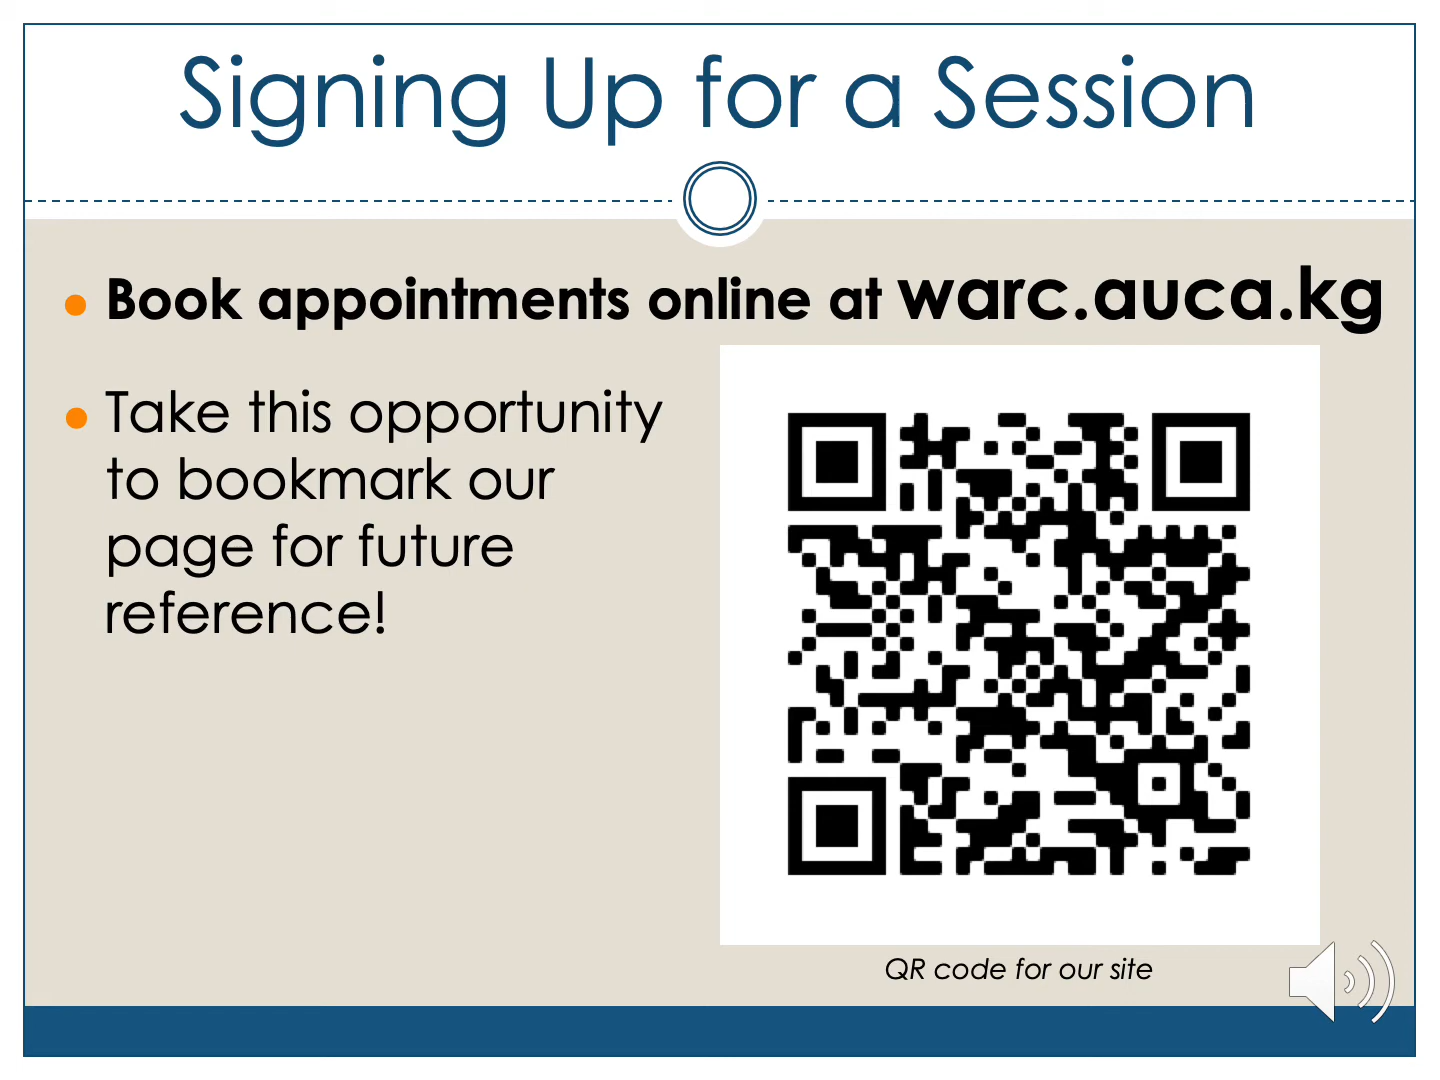 Signing Up for a Session
Book appointments online at warc.auca.kg
Take this opportunity
to bookmark our
page for future
reference!
QR code for our site